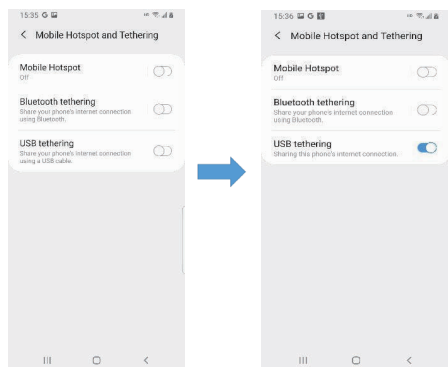 15:35 G
Mobile Hotspot and Tethering
Mobile Hotspot
Off
Bluetooth tethering
Share your phone's internet connection
using Bluetooth.
USB tethering
Share your phone's internet connection
using a USB cable.
15:36 G
Mobile Hotspot and Tethering
Mobile Hotspot
Off
Bluetooth tethering
Share your phone's internet connection
using Bluetooth.
USB tethering
Sharing this phone's internet connection.